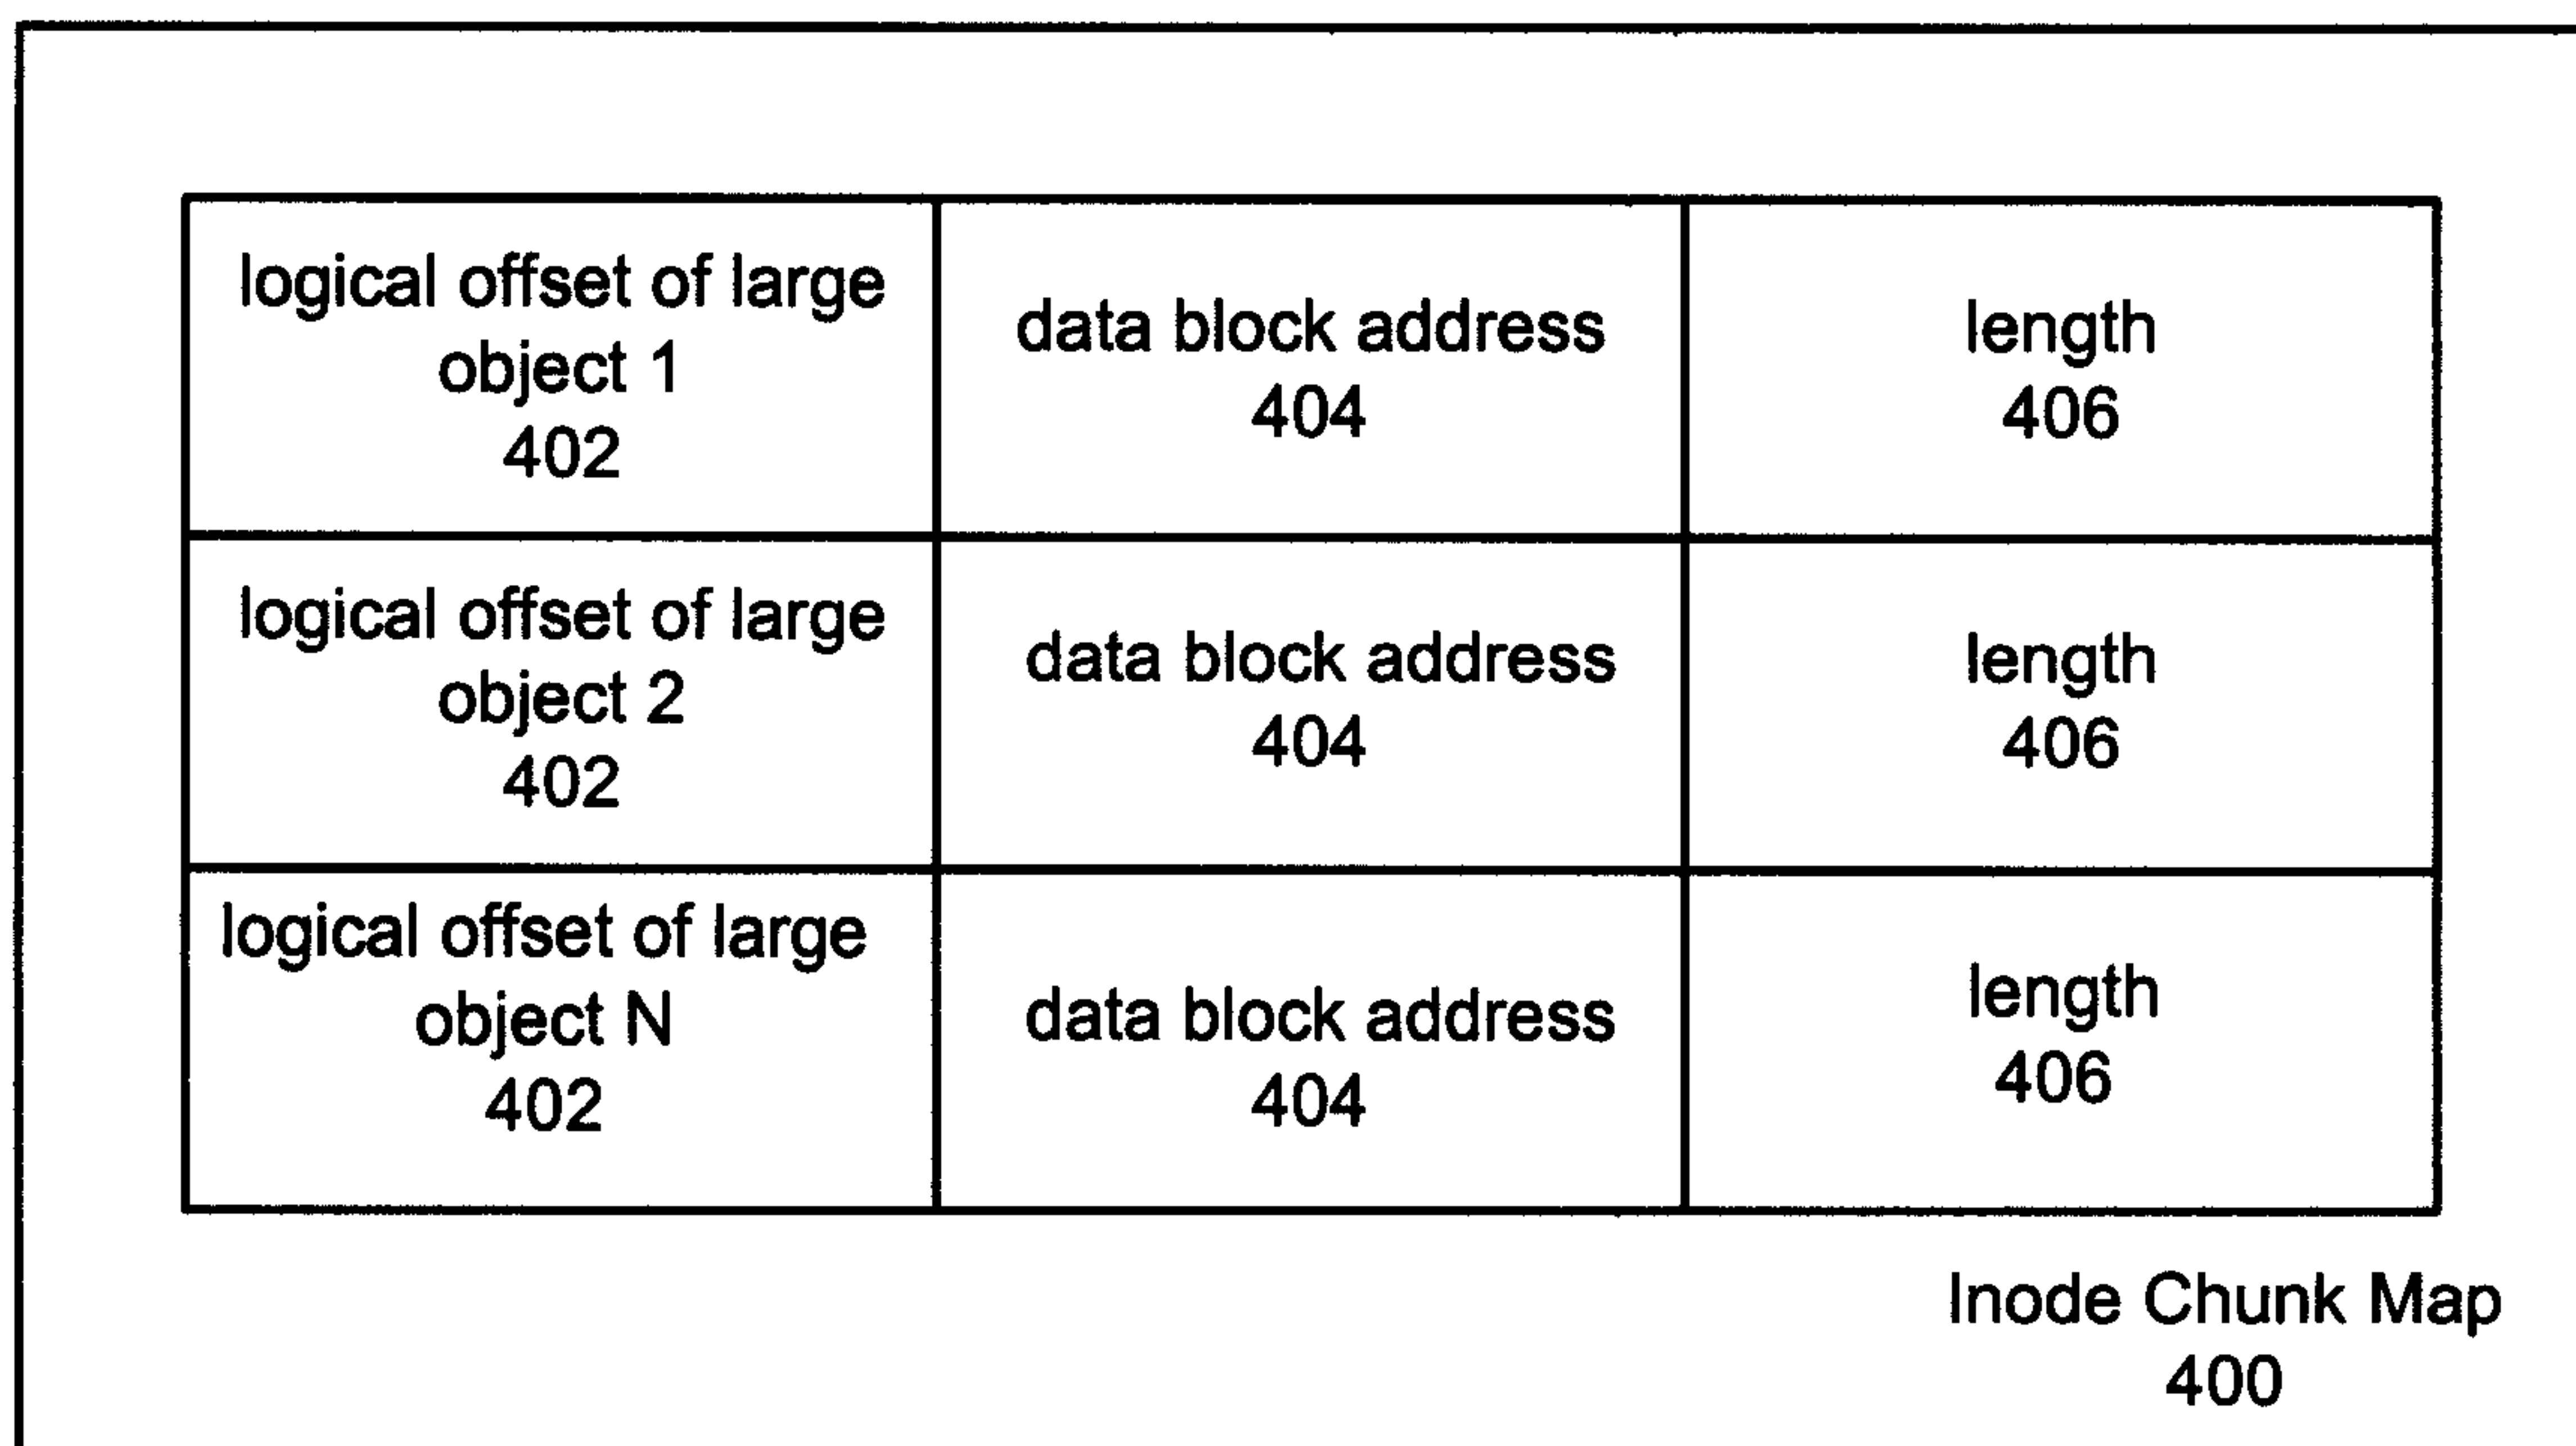 logical offset of large
object 1
402
data block address
404
length
406
logical offset of large
object 2
402
data block address
404
length
406
logical offset of large
object N
402
data block address
404
length
406
Inode Chunk Map
400